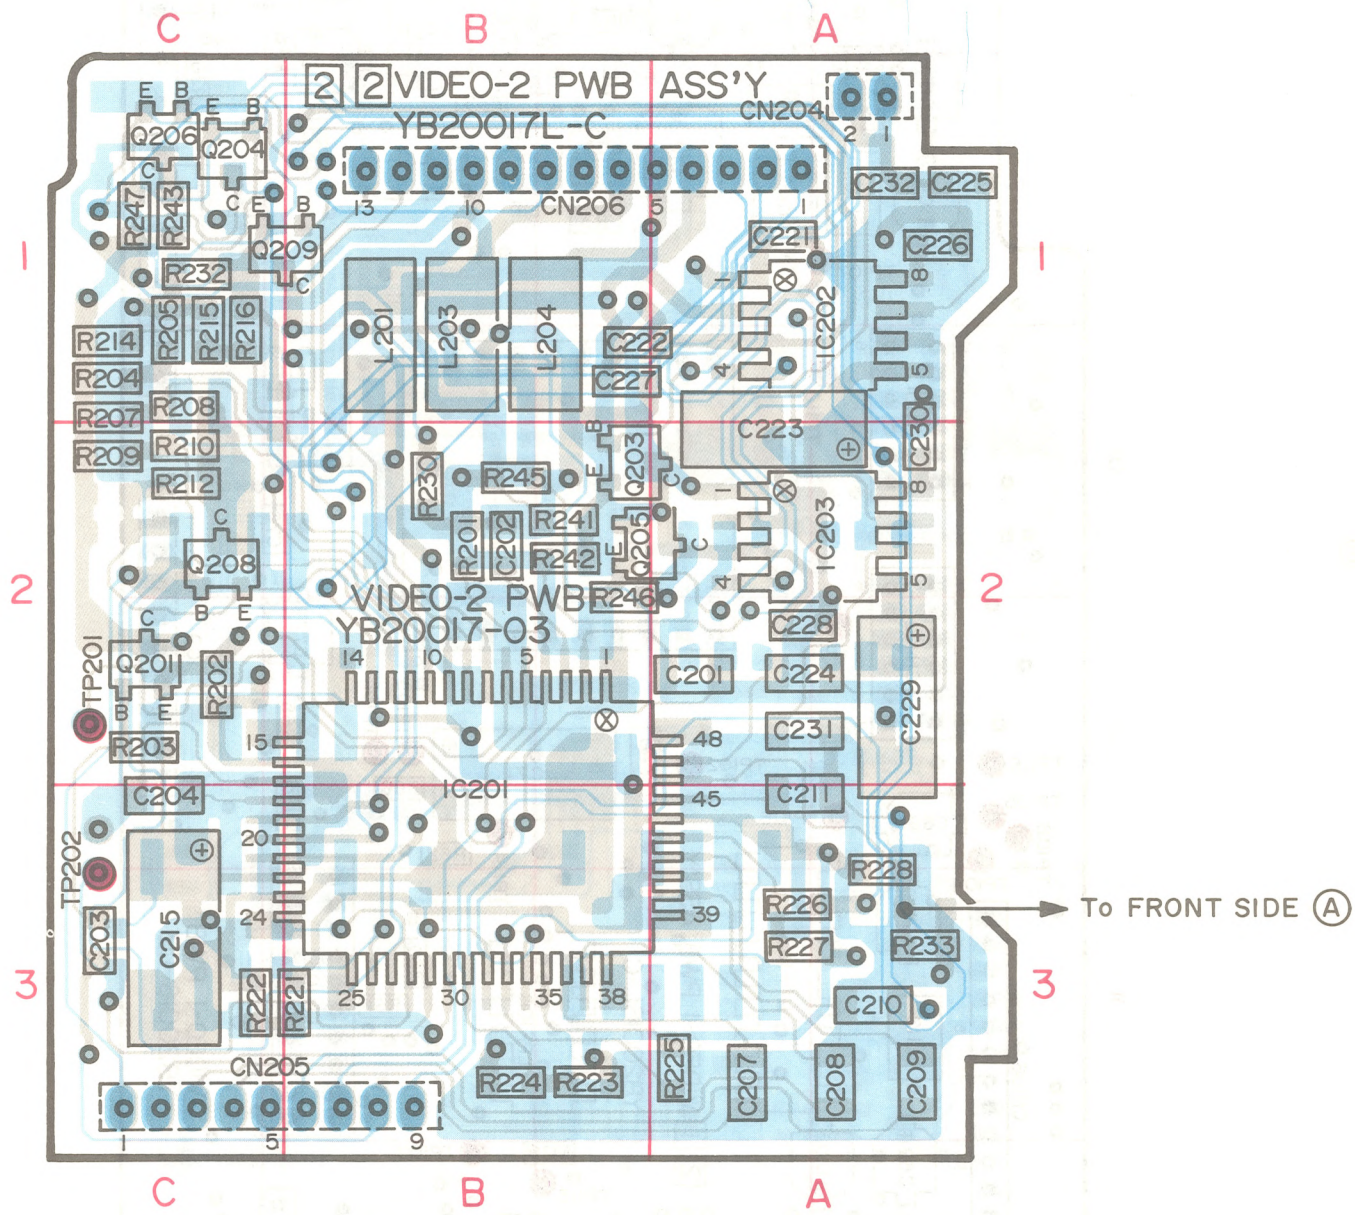 C B A
2 2 VIDEO-2 PWB ASS'Y
YB20017L-C
CN204
2 1
E B E B
Q206 Q204
C C
13 10 CN206 5 1
C232 C225
R247 R243
E B
Q209
C
C221
C226
1 1
R232
R205 R215 R216
R214
R204
R207 R208
R209 R210
R212
L201 L203 L204
C222
C227
1 8
IC202
4 5
C223
C230
B
E Q203 C
R230 R245
R241
R201 C202 R242
E Q205 C
R246
1 8
IC203
4 5
C
Q208
B E
2 2
VIDEO-2 PWB
YB20017-03
14 10 5 1
C228
C201 C224
C229
C231
C211
C
Q2011
B E
TP201
R202
R203
C204
15 48
IC201
45
20
24 39
TP202
C203
C215
R228
R226
To FRONT SIDE A
R227 R233
3 3
R222 R221
25 30 35 38
C210
CN205
R224 R223 R225
C207 C208 C209
1 5 9
C B A